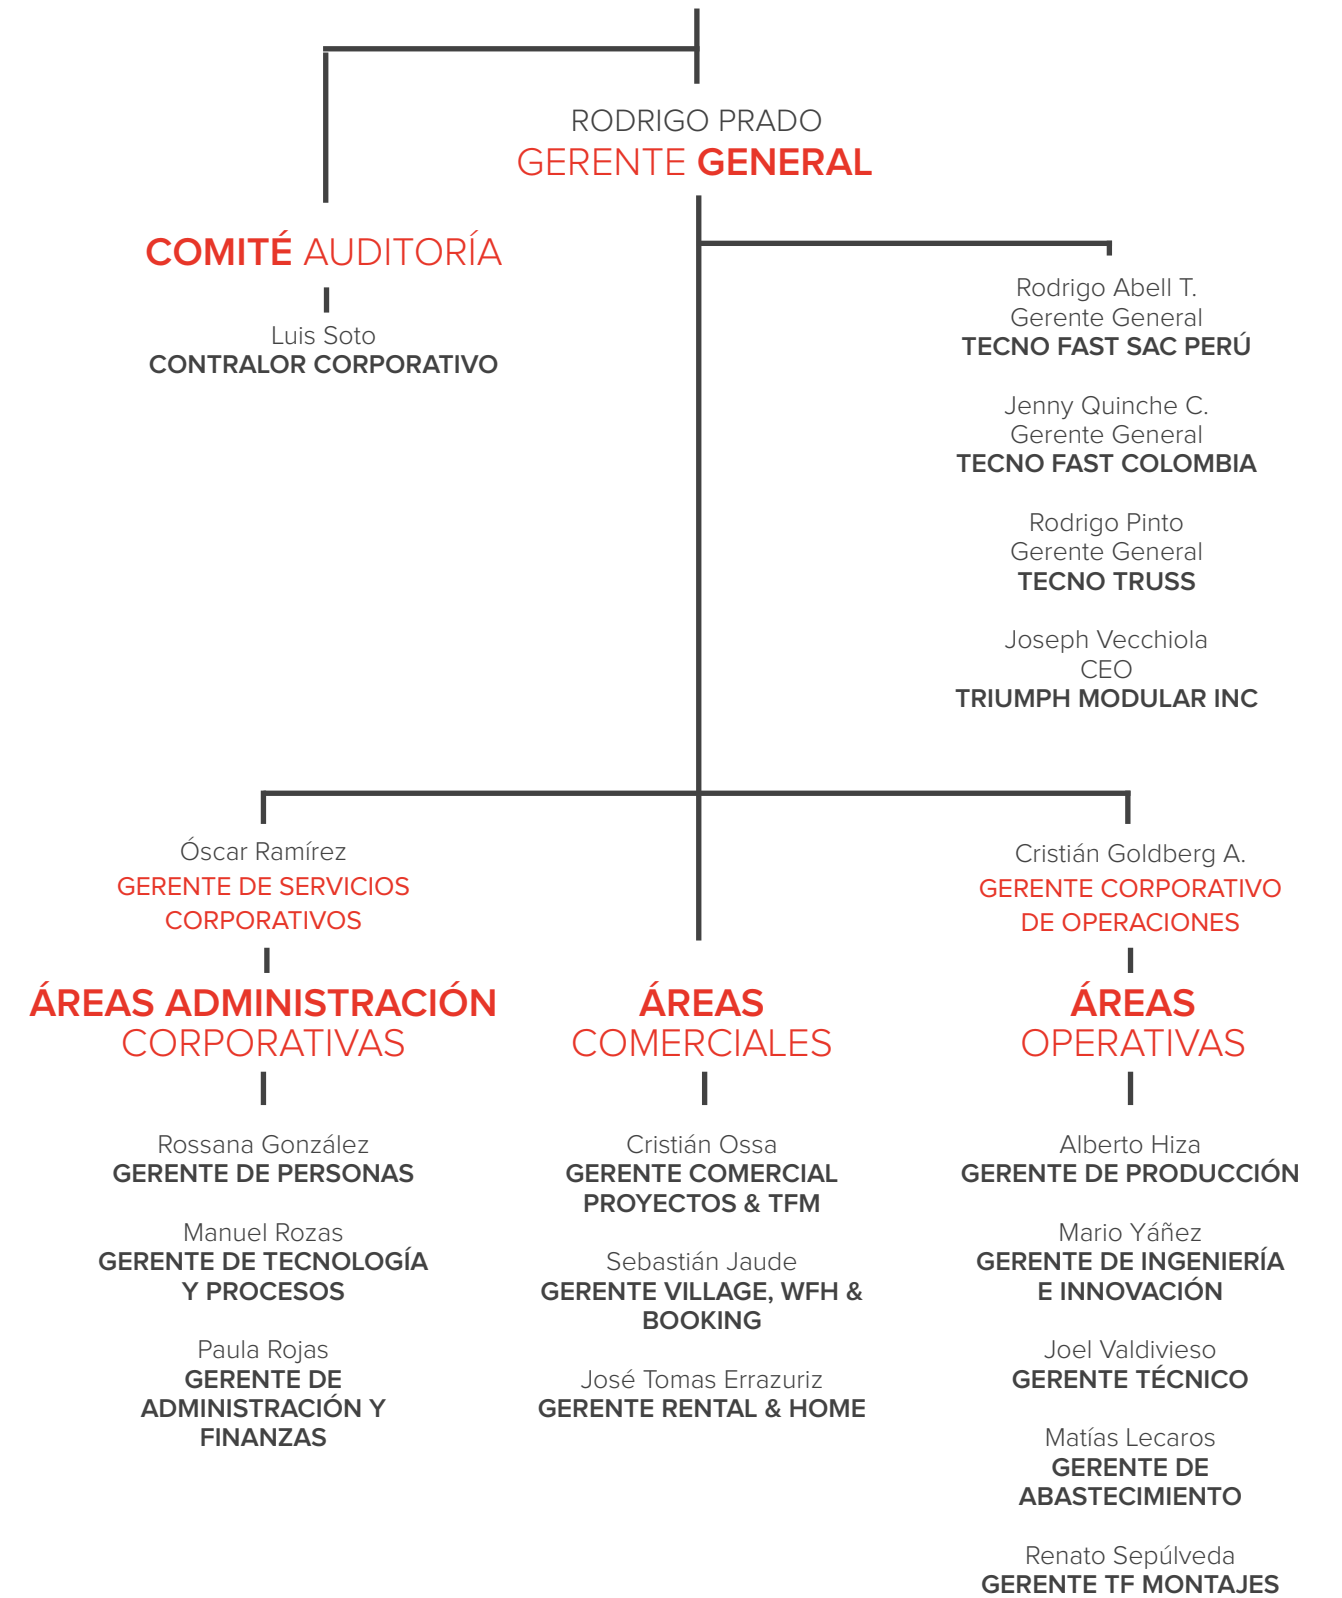 RODRIGO PRADO
GERENTE GENERAL
COMITÉ AUDITORÍA
Luis Soto
CONTRALOR CORPORATIVO
Rodrigo Abell T.
Gerente General
TECNO FAST SAC PERÚ
Jenny Quinche C.
Gerente General
TECNO FAST COLOMBIA
Rodrigo Pinto
Gerente General
TECNO TRUSS
Joseph Vecchiola
CEO
TRIUMPH MODULAR INC
Óscar Ramírez
GERENTE DE SERVICIOS
CORPORATIVOS
ÁREAS ADMINISTRACIÓN
CORPORATIVAS
Rossana González
GERENTE DE PERSONAS
Manuel Rozas
GERENTE DE TECNOLOGÍA
Y PROCESOS
Paula Rojas
GERENTE DE
ADMINISTRACIÓN Y
FINANZAS
ÁREAS
COMERCIALES
Cristián Ossa
GERENTE COMERCIAL
PROYECTOS & TFM
Sebastián Jaude
GERENTE VILLAGE, WFH &
BOOKING
José Tomas Errazuriz
GERENTE RENTAL & HOME
Cristián Goldberg A.
GERENTE CORPORATIVO
DE OPERACIONES
ÁREAS
OPERATIVAS
Alberto Hiza
GERENTE DE PRODUCCIÓN
Mario Yáñez
GERENTE DE INGENIERÍA
E INNOVACIÓN
Joel Valdivieso
GERENTE TÉCNICO
Matías Lecaros
GERENTE DE
ABASTECIMIENTO
Renato Sepúlveda
GERENTE TF MONTAJES